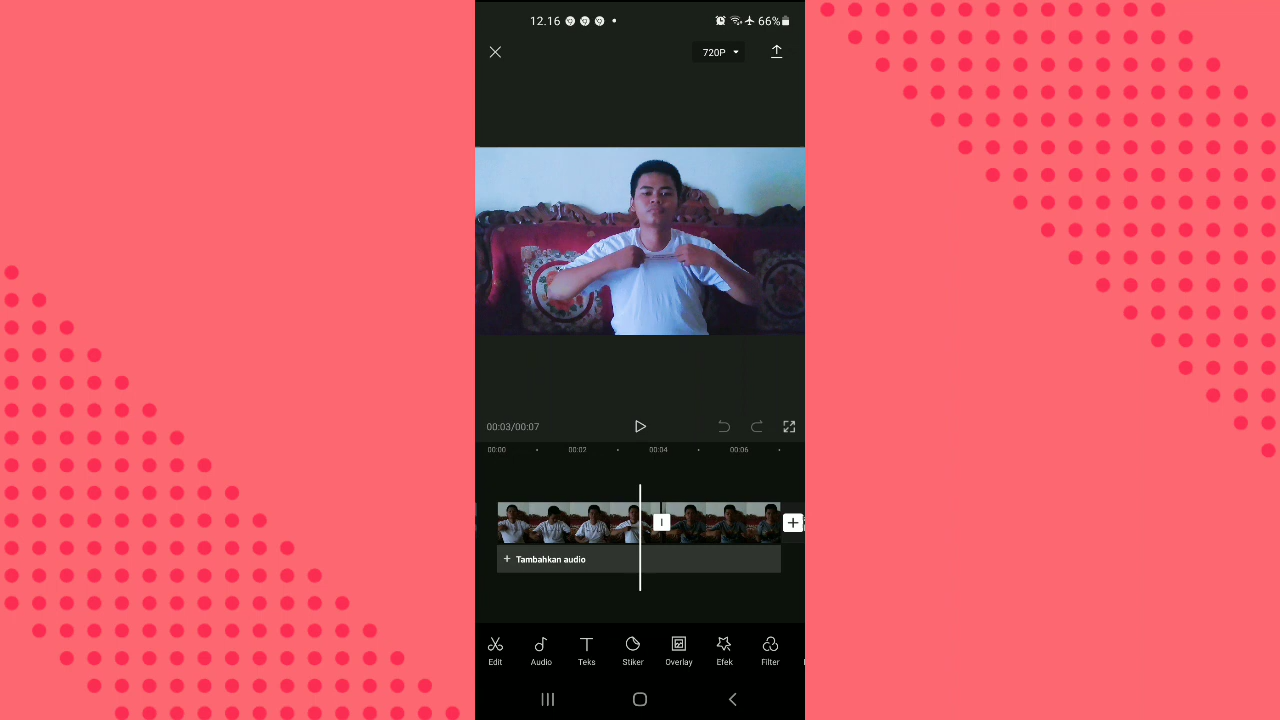 12.16 66%
720P
00:03/00:07
00:00 00:02 00:04 00:06
+ Tambahkan audio
Edit Audio Teks Stiker Overlay Efek Filter